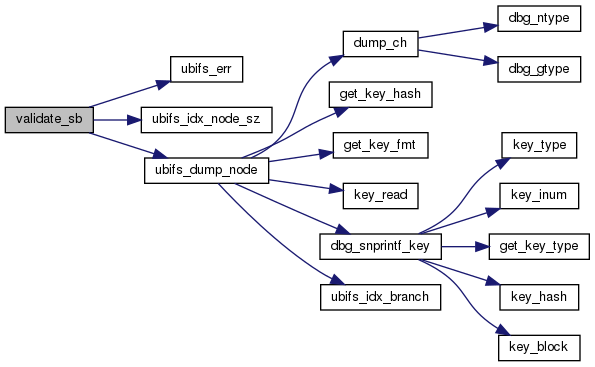 validate_sb
ubifs_err
ubifs_idx_node_sz
ubifs_dump_node
dump_ch
get_key_hash
get_key_fmt
key_read
dbg_snprintf_key
ubifs_idx_branch
dbg_ntype
dbg_gtype
key_type
key_inum
get_key_type
key_hash
key_block